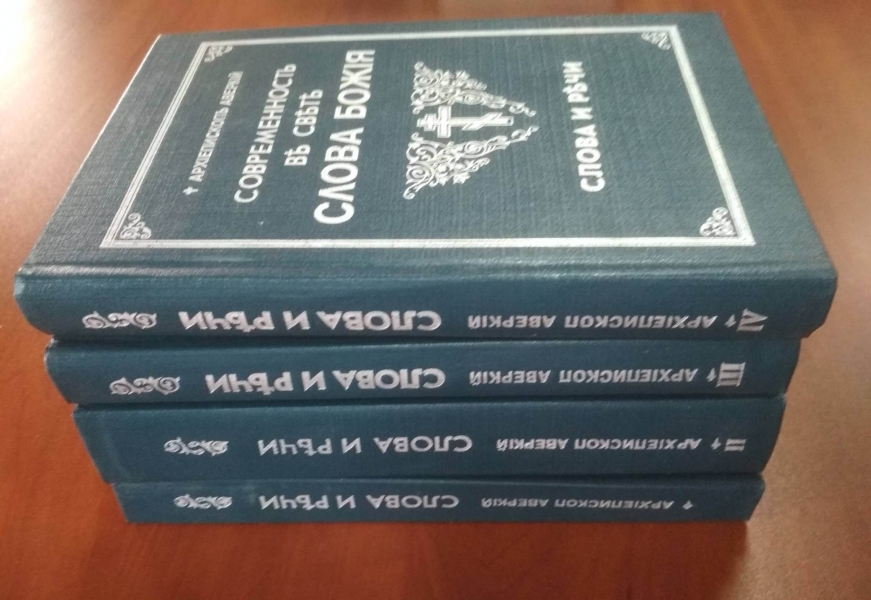 † АРХІЕПИСКОПЪ АВЕРКІЙ
СОВРЕМЕННОСТЬ
ВЪ СВѢТѢ
СЛОВА БОЖІЯ
СЛОВА И РѢЧИ
IV † АРХІЕПИСКОП АВЕРКІЙ СЛОВА И РѢЧИ
III † АРХІЕПИСКОП АВЕРКІЙ СЛОВА И РѢЧИ
II † АРХІЕПИСКОП АВЕРКІЙ СЛОВА И РѢЧИ
† АРХІЕПИСКОП АВЕРКІЙ СЛОВА И РѢЧИ